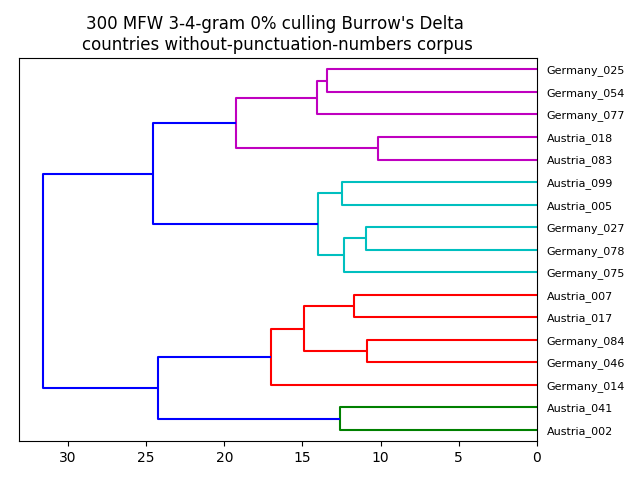 300 MFW 3-4-gram 0% culling Burrow's Delta
countries without-punctuation-numbers corpus
Germany_025
Germany_054
Germany_077
Austria_018
Austria_083
Austria_099
Austria_005
Germany_027
Germany_078
Germany_075
Austria_007
Austria_017
Germany_084
Germany_046
Germany_014
Austria_041
Austria_002
30 25 20 15 10 5 0